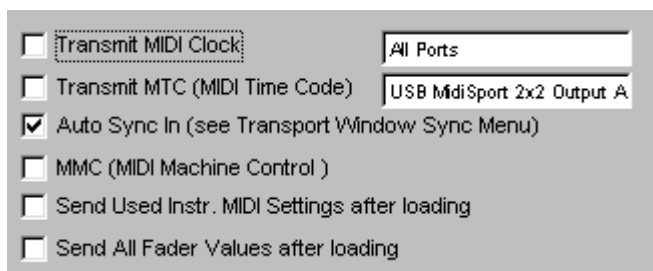 Transmit MIDI Clock All Ports
Transmit MTC (MIDI Time Code) USB MidiSport 2x2 Output A
Auto Sync In (see Transport Window Sync Menu)
MMC (MIDI Machine Control )
Send Used Instr. MIDI Settings after loading
Send All Fader Values after loading